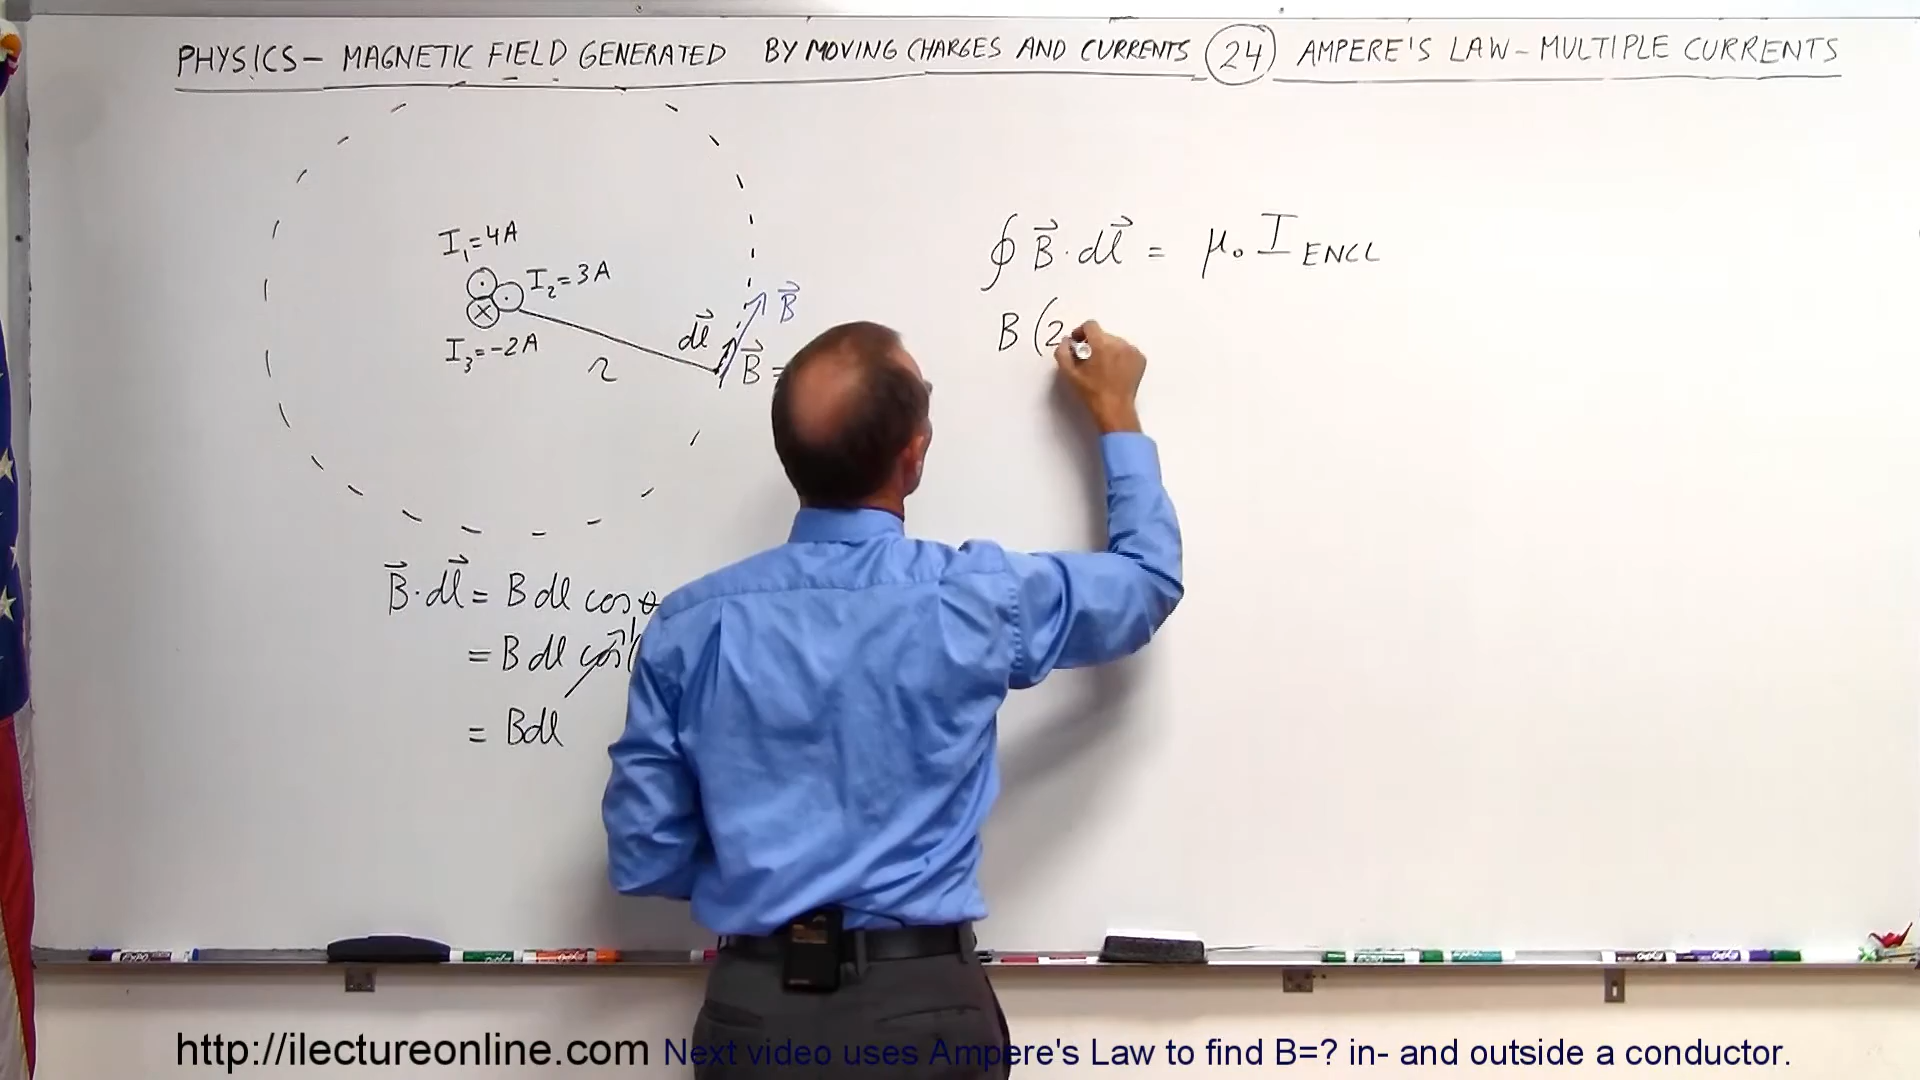 PHYSICS - MAGNETIC FIELD GENERATED BY MOVING CHARGES AND CURRENTS 24 AMPERE'S LAW - MULTIPLE CURRENTS
I₁ = 4A
I₂ = 3A
I₃ = -2A
r
dl⃗
B⃗
B⃗ =
∮ B⃗ · dl⃗ = μ₀ I ENCL
B (2
B⃗ · dl⃗ = B dl cos θ
= B dl cos (
1
= Bdl
http://ilectureonline.com Next video uses Ampere's Law to find B=? in- and outside a conductor.